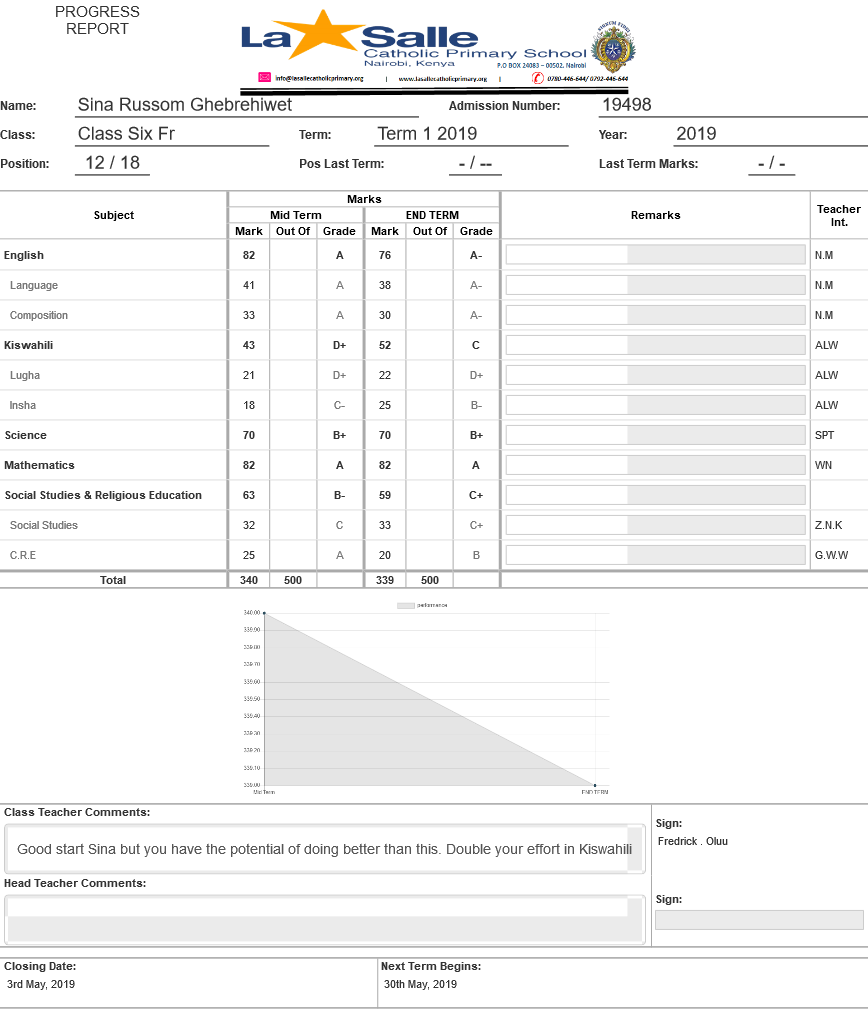 PROGRESS
REPORT
La Salle
Catholic Primary School
Nairobi, Kenya
P.O BOX 24083 – 00502, Nairobi
info@lasallecatholicprimary.org | www.lasallecatholicprimary.org | 0780-446-644/ 0792-446-644
Name: Sina Russom Ghebrehiwet Admission Number: 19498
Class: Class Six Fr Term: Term 1 2019 Year: 2019
Position: 12 / 18 Pos Last Term: - / -- Last Term Marks: - / -
Subject Marks Remarks Teacher Int.
Mid Term END TERM
Mark Out Of Grade Mark Out Of Grade
English 82 A 76 A- N.M
Language 41 A 38 A- N.M
Composition 33 A 30 A- N.M
Kiswahili 43 D+ 52 C ALW
Lugha 21 D+ 22 D+ ALW
Insha 18 C- 25 B- ALW
Science 70 B+ 70 B+ SPT
Mathematics 82 A 82 A WN
Social Studies & Religious Education 63 B- 59 C+
Social Studies 32 C 33 C+ Z.N.K
C.R.E 25 A 20 B G.W.W
Total 340 500 339 500
performance
340.00
339.90
339.80
339.70
339.60
339.50
339.40
339.30
339.20
339.10
339.00
Mid Term END TERM
Class Teacher Comments:
Good start Sina but you have the potential of doing better than this. Double your effort in Kiswahili
Sign:
Fredrick . Oluu
Head Teacher Comments:
Sign:
Closing Date: Next Term Begins:
3rd May, 2019 30th May, 2019